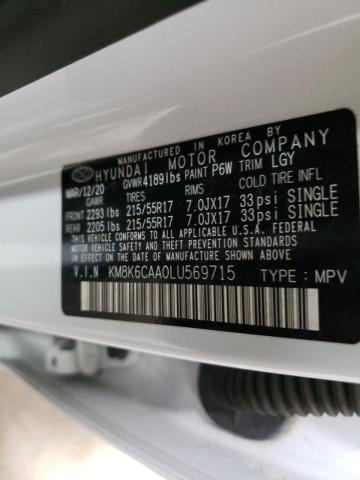 MANUFACTURED IN KOREA BY
HYUNDAI MOTOR COMPANY
MAR/12/20 GVWR 4189 lbs PAINT P6W TRIM LGY
GAWR TIRES RIMS COLD TIRE INFL
FRONT 2293 lbs 215/55R17 7.0JX17 33psi SINGLE
REAR 2205 lbs 215/55R17 7.0JX17 33psi SINGLE
THIS VEHICLE CONFORMS TO ALL APPLICABLE U.S.A. FEDERAL MOTOR VEHICLE SAFETY STANDARDS IN EFFECT ON THE DATE OF MANUFACTURE SHOWN ABOVE.
V.I.N KM8K6CAA0LU569715 TYPE: MPV